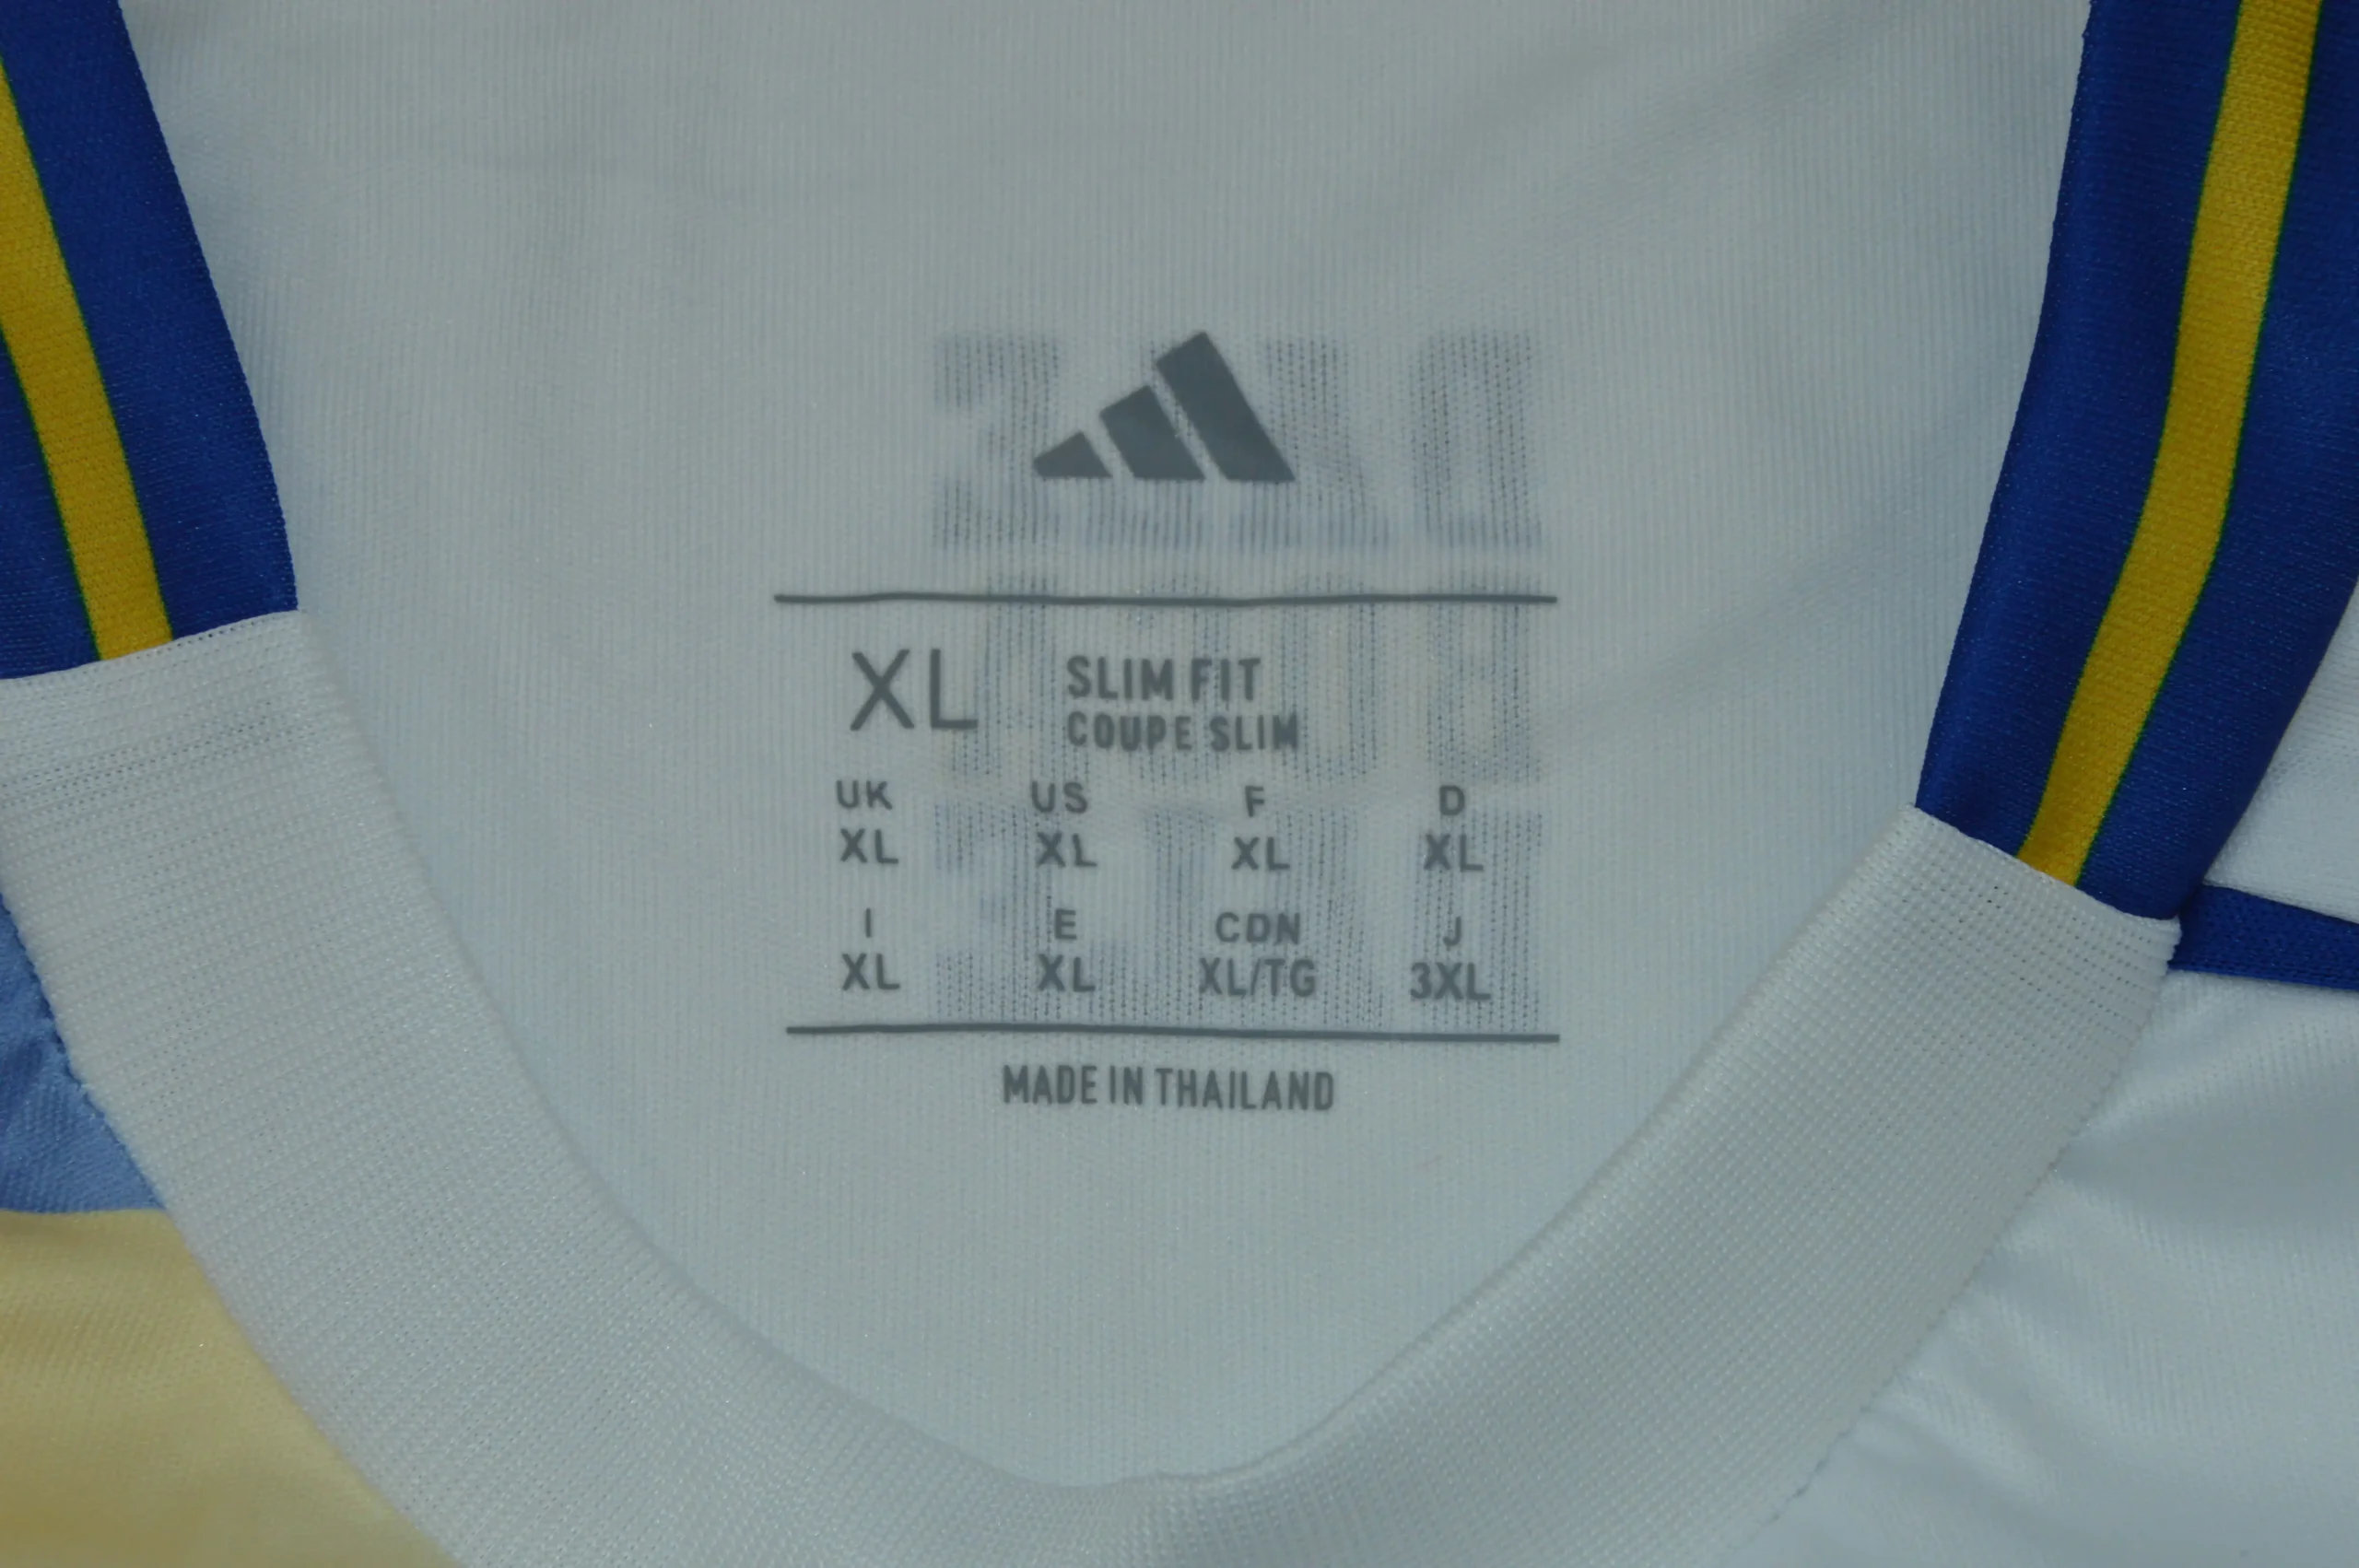 XL SLIM FIT
COUPE SLIM
UK US F D
XL XL XL XL
I E CDN J
XL XL XL/TG 3XL
MADE IN THAILAND